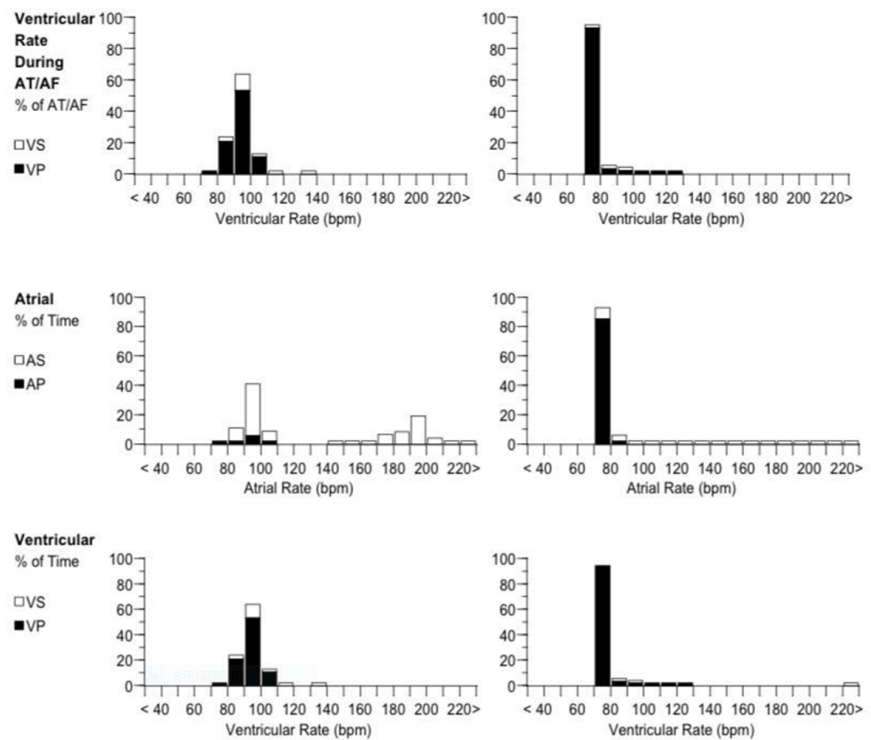 Ventricular
Rate
During
AT/AF
% of AT/AF
□VS
■VP
100
80
60
40
20
0
< 40 60 80 100 120 140 160 180 200 220>
Ventricular Rate (bpm)
100
80
60
40
20
0
< 40 60 80 100 120 140 160 180 200 220>
Ventricular Rate (bpm)
Atrial
% of Time
□AS
■AP
100
80
60
40
20
0
< 40 60 80 100 120 140 160 180 200 220>
Atrial Rate (bpm)
100
80
60
40
20
0
< 40 60 80 100 120 140 160 180 200 220>
Atrial Rate (bpm)
Ventricular
% of Time
□VS
■VP
100
80
60
40
20
0
< 40 60 80 100 120 140 160 180 200 220>
Ventricular Rate (bpm)
100
80
60
40
20
0
< 40 60 80 100 120 140 160 180 200 220>
Ventricular Rate (bpm)